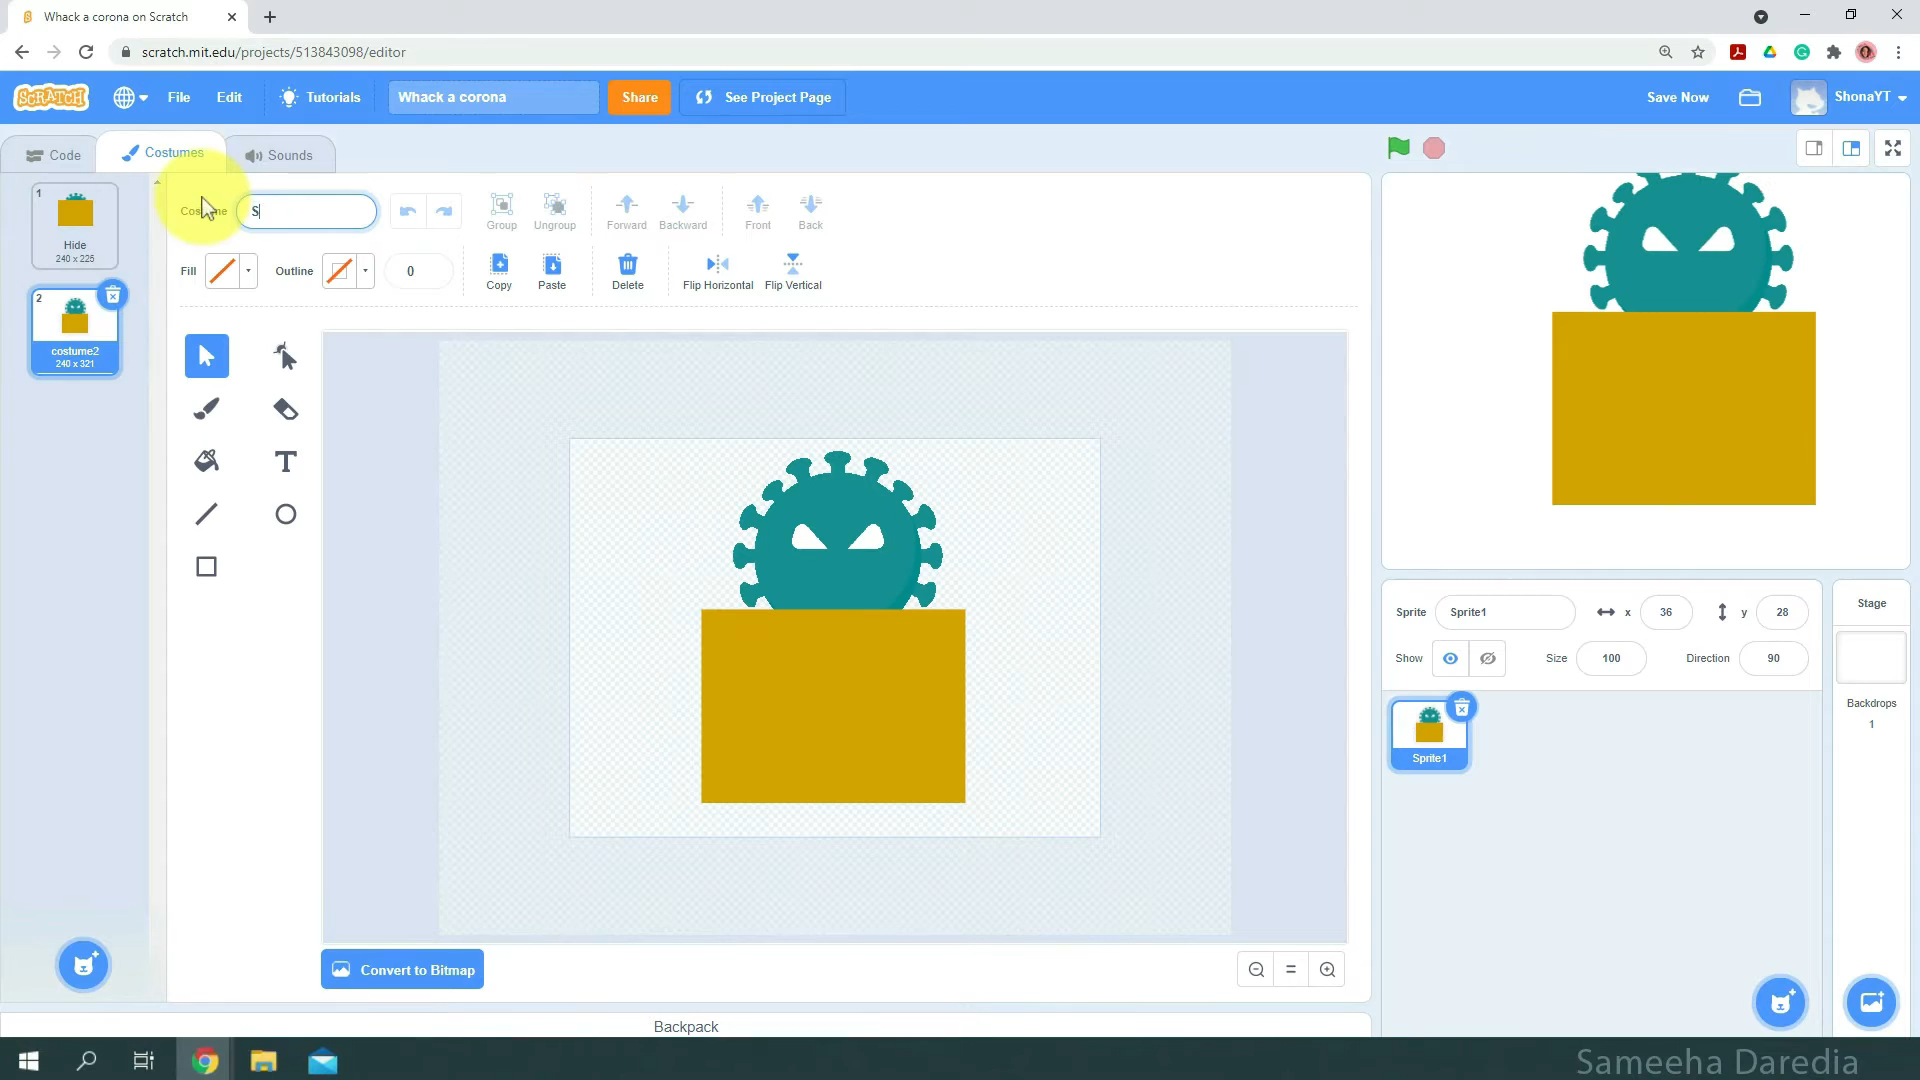 Whack a corona on Scratch
scratch.mit.edu/projects/513843098/editor
SCRATCH File Edit Tutorials Whack a corona Share See Project Page Save Now ShonaYT
Code Costumes Sounds
1
Hide
240 x 225
2
costume2
240 x 321
Costume S Group Ungroup Forward Backward Front Back
Fill Outline 0 Copy Paste Delete Flip Horizontal Flip Vertical
T
Convert to Bitmap
Backpack
Sprite Sprite1 x 36 y 28
Show Size 100 Direction 90
Sprite1
Stage
Backdrops
1
Sameeha Daredia